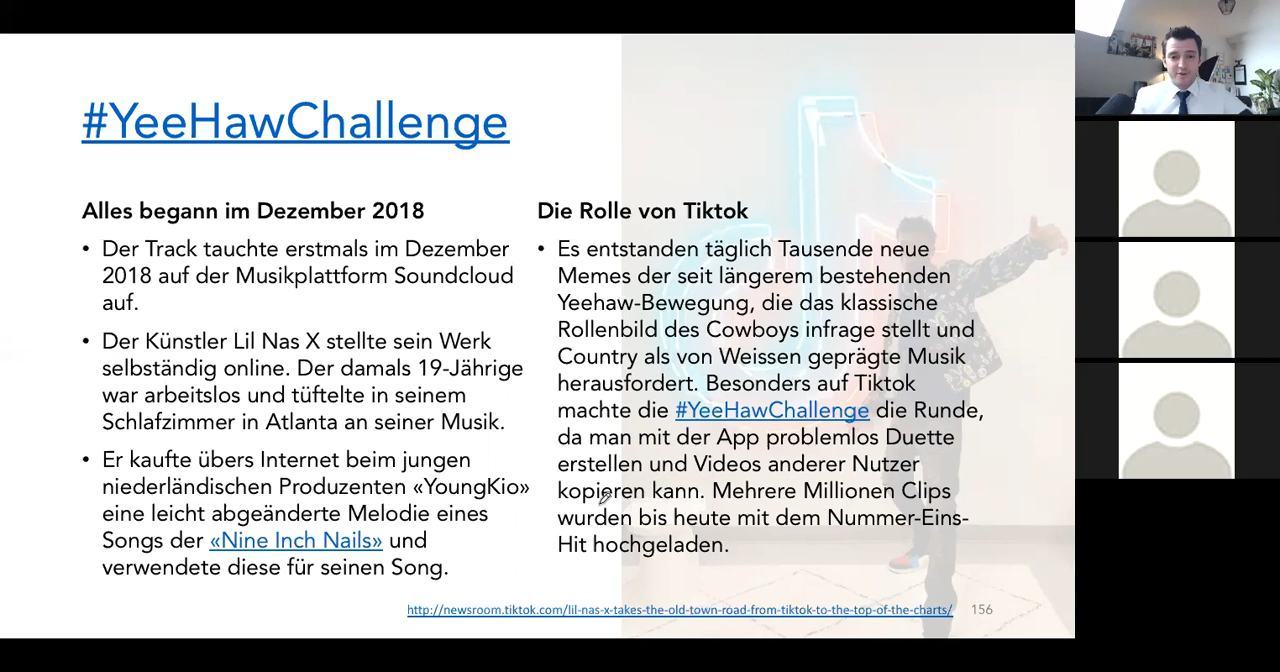 #YeeHawChallenge
Alles begann im Dezember 2018
• Der Track tauchte erstmals im Dezember
2018 auf der Musikplattform Soundcloud
auf.
• Der Künstler Lil Nas X stellte sein Werk
selbständig online. Der damals 19-Jährige
war arbeitslos und tüftelte in seinem
Schlafzimmer in Atlanta an seiner Musik.
• Er kaufte übers Internet beim jungen
niederländischen Produzenten «YoungKio»
eine leicht abgeänderte Melodie eines
Songs der «Nine Inch Nails» und
verwendete diese für seinen Song.
Die Rolle von Tiktok
• Es entstanden täglich Tausende neue
Memes der seit längerem bestehenden
Yeehaw-Bewegung, die das klassische
Rollenbild des Cowboys infrage stellt und
Country als von Weissen geprägte Musik
herausfordert. Besonders auf Tiktok
machte die #YeeHawChallenge die Runde,
da man mit der App problemlos Duette
erstellen und Videos anderer Nutzer
kopieren kann. Mehrere Millionen Clips
wurden bis heute mit dem Nummer-Eins-
Hit hochgeladen.
http://newsroom.tiktok.com/lil-nas-x-takes-the-old-town-road-from-tiktok-to-the-top-of-the-charts/
156